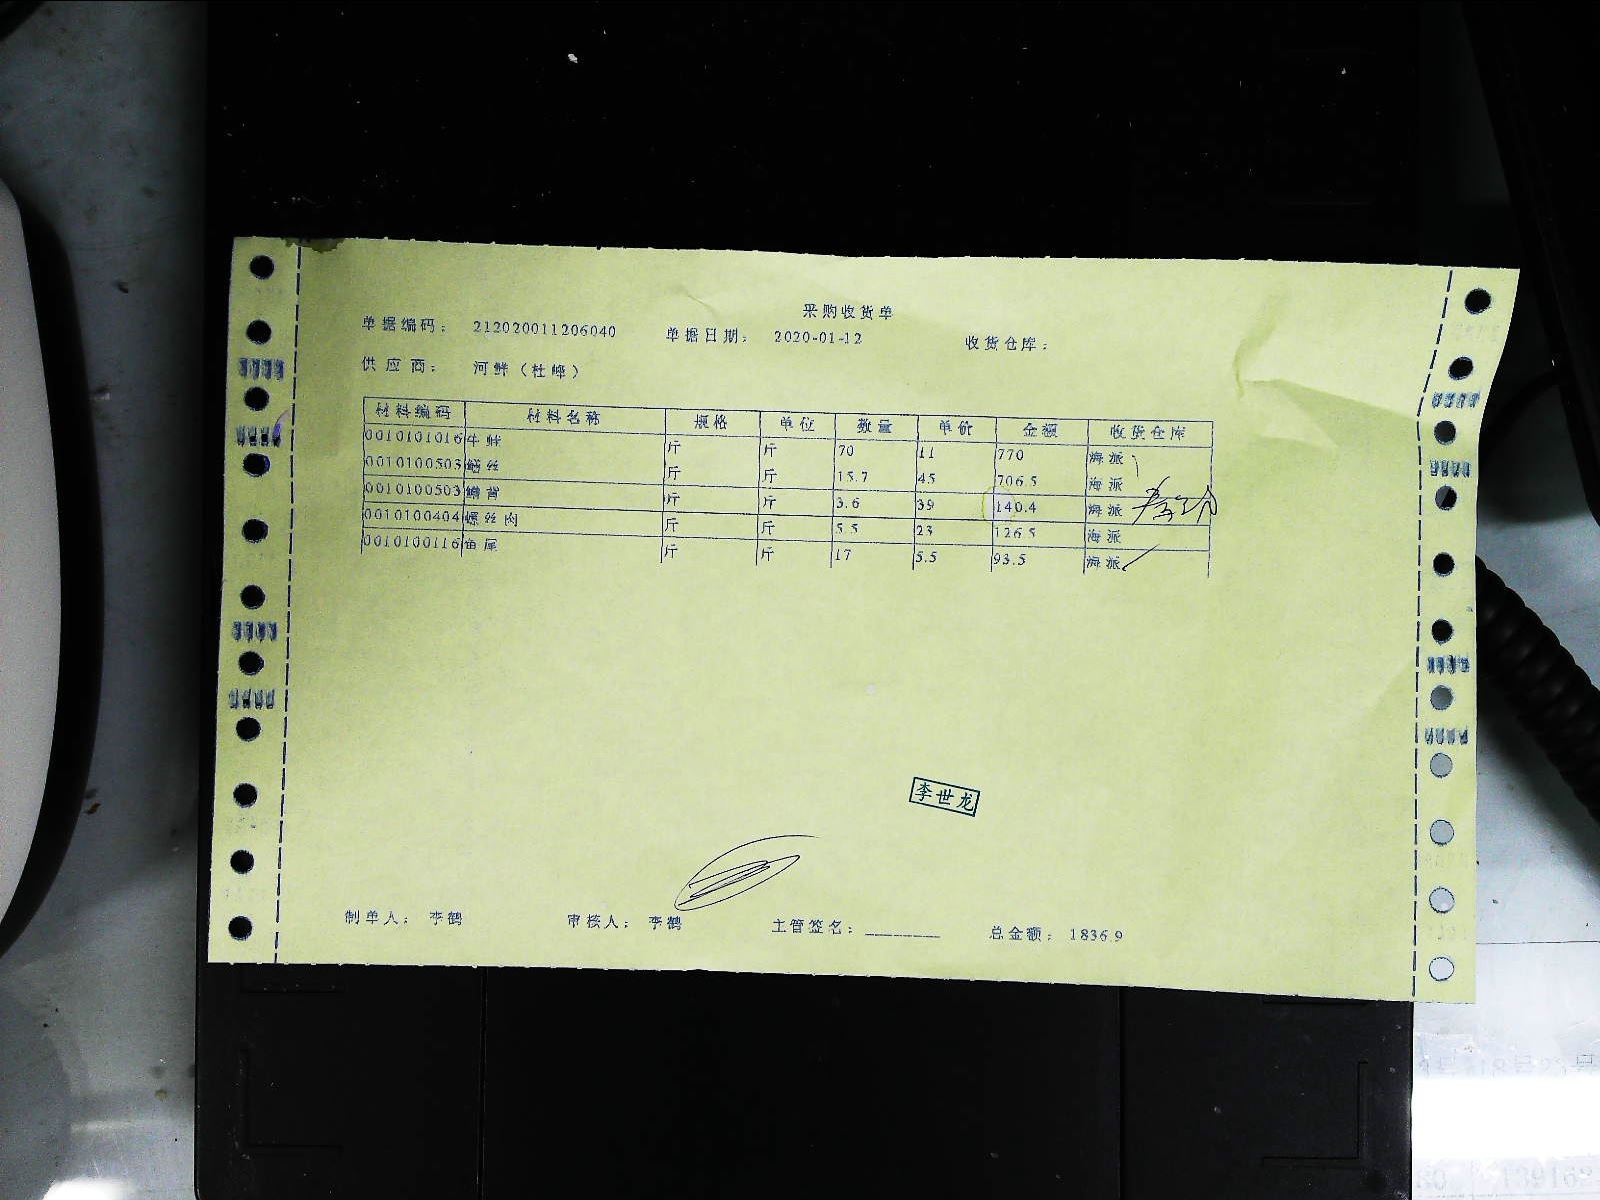 采购收货单
单据编码： 212020011206040 单据日期： 2020-01-12 收货仓库：
供应商： 河鲜（杜峰）
材料编码 材料名称 规格 单位 数量 单价 金额 收货仓库
0010101016 牛蛙 斤 斤 70 11 770 海派
0010100503 鳝丝 斤 斤 15.7 45 706.5 海派
0010100503 鳝背 斤 斤 3.6 39 140.4 海派
0010100404 螺丝肉 斤 斤 5.5 23 126.5 海派
0010100116 鱼尾 斤 斤 17 5.5 93.5 海派
李世龙
制单人： 李鹤 审核人： 李鹤 主管签名： 总金额： 1836.9